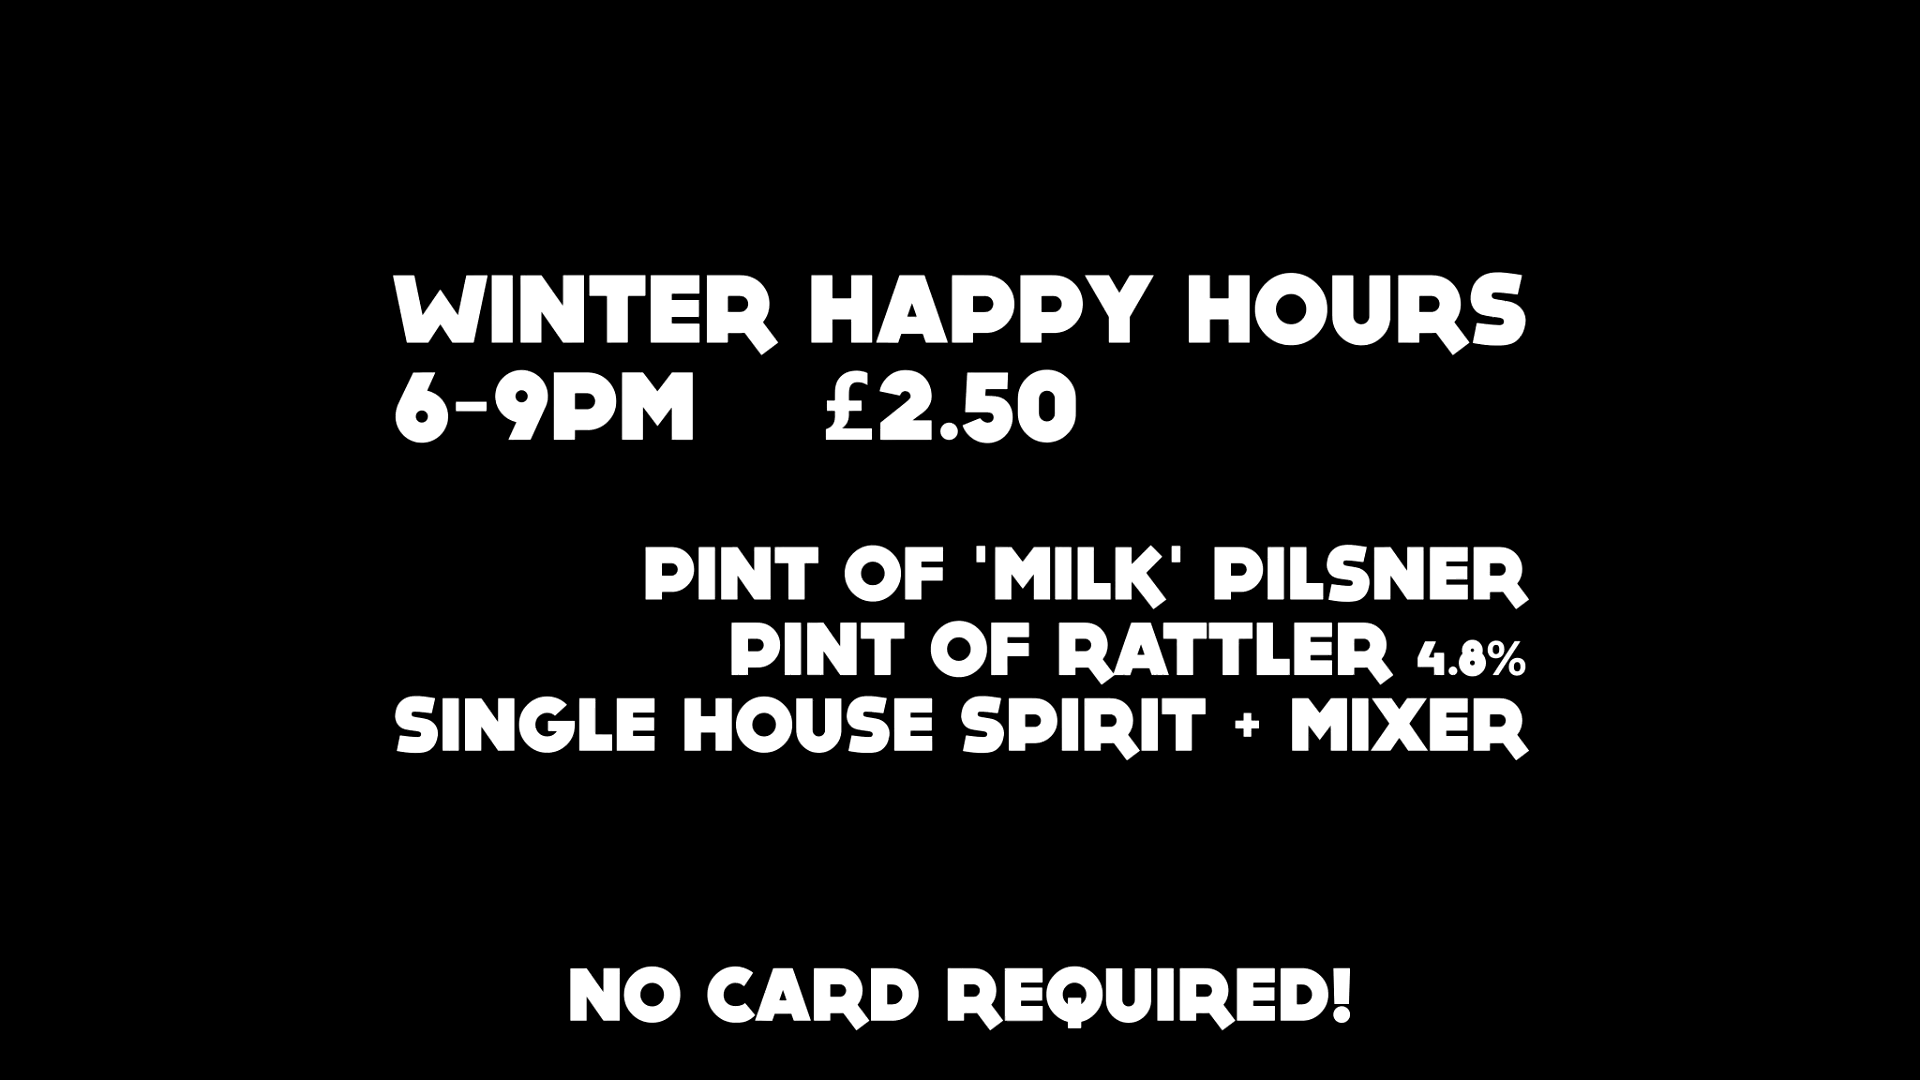 WINTER HAPPY HOURS
6-9PM £2.50
PINT OF 'MILK' PILSNER
PINT OF RATTLER 4.8%
SINGLE HOUSE SPIRIT + MIXER
NO CARD REQUIRED!